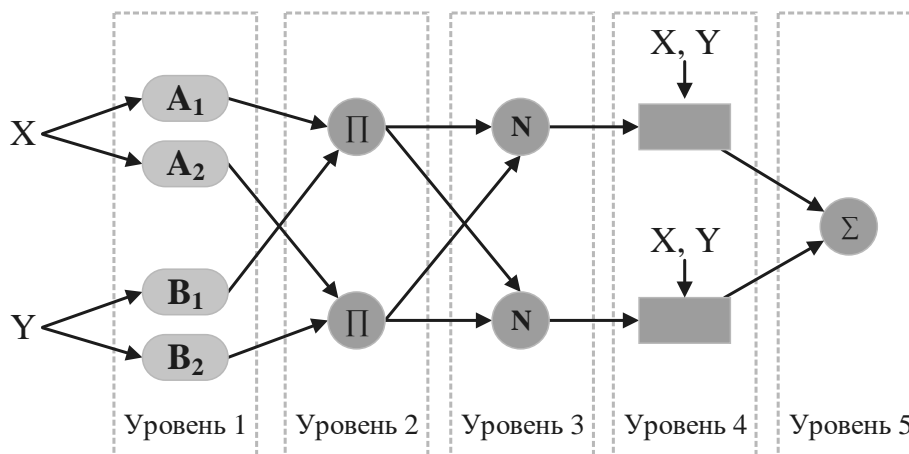 X, Y
A₁
∏
N
X
A₂
X, Y
∑
B₁
Y
∏
N
B₂
Уровень 1
Уровень 2
Уровень 3
Уровень 4
Уровень 5